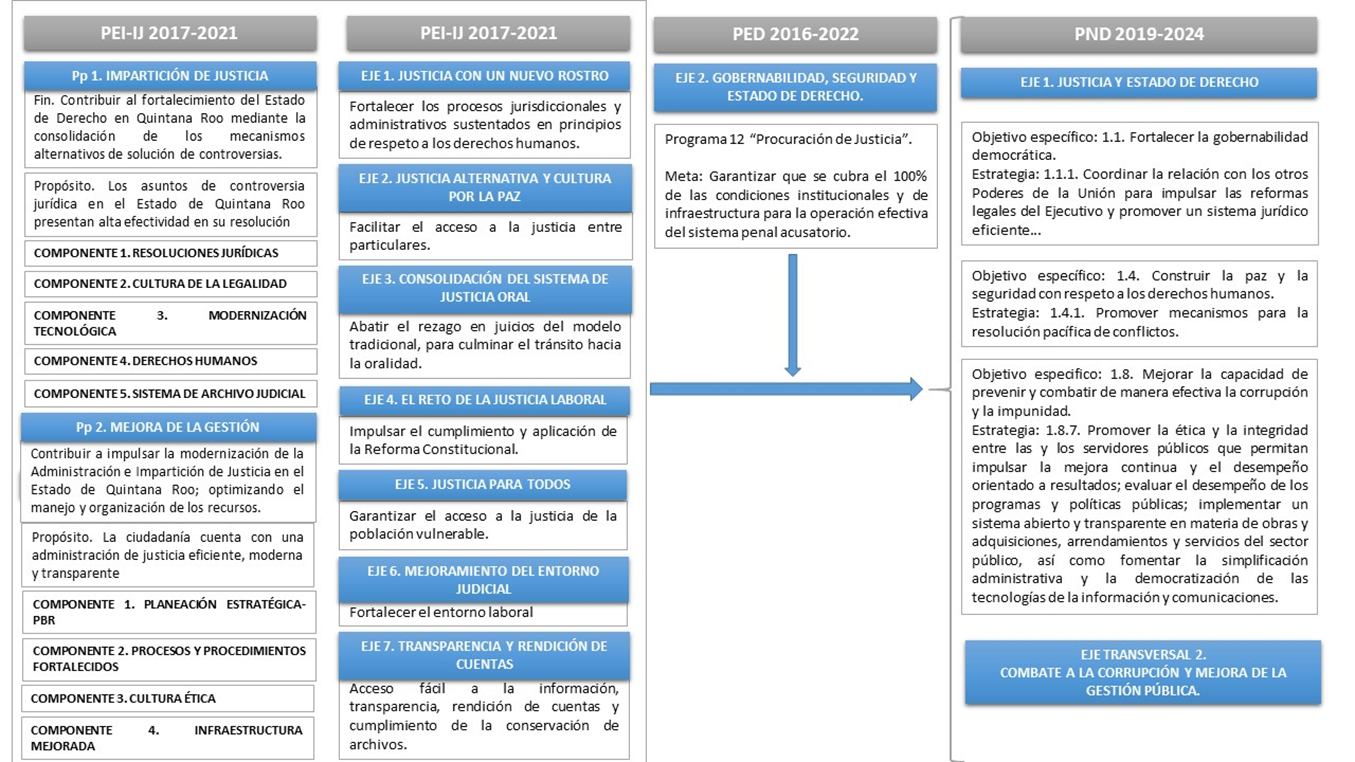 PEI-IJ 2017-2021
Pp 1. IMPARTICIÓN DE JUSTICIA
Fin. Contribuir al fortalecimiento del Estado
de Derecho en Quintana Roo mediante la
consolidación de los mecanismos
alternativos de solución de controversias.
Propósito. Los asuntos de controversia
jurídica en el Estado de Quintana Roo
presentan alta efectividad en su resolución
COMPONENTE 1. RESOLUCIONES JURÍDICAS
COMPONENTE 2. CULTURA DE LA LEGALIDAD
COMPONENTE 3. MODERNIZACIÓN
TECNOLÓGICA
COMPONENTE 4. DERECHOS HUMANOS
COMPONENTE 5. SISTEMA DE ARCHIVO JUDICIAL
Pp 2. MEJORA DE LA GESTIÓN
Contribuir a impulsar la modernización de la
Administración e Impartición de Justicia en el
Estado de Quintana Roo; optimizando el
manejo y organización de los recursos.
Propósito. La ciudadanía cuenta con una
administración de justicia eficiente, moderna
y transparente
COMPONENTE 1. PLANEACIÓN ESTRATÉGICA-
PBR
COMPONENTE 2. PROCESOS Y PROCEDIMIENTOS
FORTALECIDOS
COMPONENTE 3. CULTURA ÉTICA
COMPONENTE 4. INFRAESTRUCTURA
MEJORADA
PEI-IJ 2017-2021
EJE 1. JUSTICIA CON UN NUEVO ROSTRO
Fortalecer los procesos jurisdiccionales y
administrativos sustentados en principios
de respeto a los derechos humanos.
EJE 2. JUSTICIA ALTERNATIVA Y CULTURA
POR LA PAZ
Facilitar el acceso a la justicia entre
particulares.
EJE 3. CONSOLIDACIÓN DEL SISTEMA DE
JUSTICIA ORAL
Abatir el rezago en juicios del modelo
tradicional, para culminar el tránsito hacia
la oralidad.
EJE 4. EL RETO DE LA JUSTICIA LABORAL
Impulsar el cumplimiento y aplicación de
la Reforma Constitucional.
EJE 5. JUSTICIA PARA TODOS
Garantizar el acceso a la justicia de la
población vulnerable.
EJE 6. MEJORAMIENTO DEL ENTORNO
JUDICIAL
Fortalecer el entorno laboral
EJE 7. TRANSPARENCIA Y RENDICIÓN DE
CUENTAS
Acceso fácil a la información,
transparencia, rendición de cuentas y
cumplimiento de la conservación de
archivos.
PED 2016-2022
EJE 2. GOBERNABILIDAD, SEGURIDAD Y
ESTADO DE DERECHO.
Programa 12 “Procuración de Justicia”.
Meta: Garantizar que se cubra el 100%
de las condiciones institucionales y de
infraestructura para la operación efectiva
del sistema penal acusatorio.
PND 2019-2024
EJE 1. JUSTICIA Y ESTADO DE DERECHO
Objetivo específico: 1.1. Fortalecer la gobernabilidad
democrática.
Estrategia: 1.1.1. Coordinar la relación con los otros
Poderes de la Unión para impulsar las reformas
legales del Ejecutivo y promover un sistema jurídico
eficiente...
Objetivo específico: 1.4. Construir la paz y la
seguridad con respeto a los derechos humanos.
Estrategia: 1.4.1. Promover mecanismos para la
resolución pacífica de conflictos.
Objetivo especifico: 1.8. Mejorar la capacidad de
prevenir y combatir de manera efectiva la corrupción
y la impunidad.
Estrategia: 1.8.7. Promover la ética y la integridad
entre las y los servidores públicos que permitan
impulsar la mejora continua y el desempeño
orientado a resultados; evaluar el desempeño de los
programas y políticas públicas; implementar un
sistema abierto y transparente en materia de obras y
adquisiciones, arrendamientos y servicios del sector
público, así como fomentar la simplificación
administrativa y la democratización de las
tecnologías de la información y comunicaciones.
EJE TRANSVERSAL 2.
COMBATE A LA CORRUPCIÓN Y MEJORA DE LA
GESTIÓN PÚBLICA.